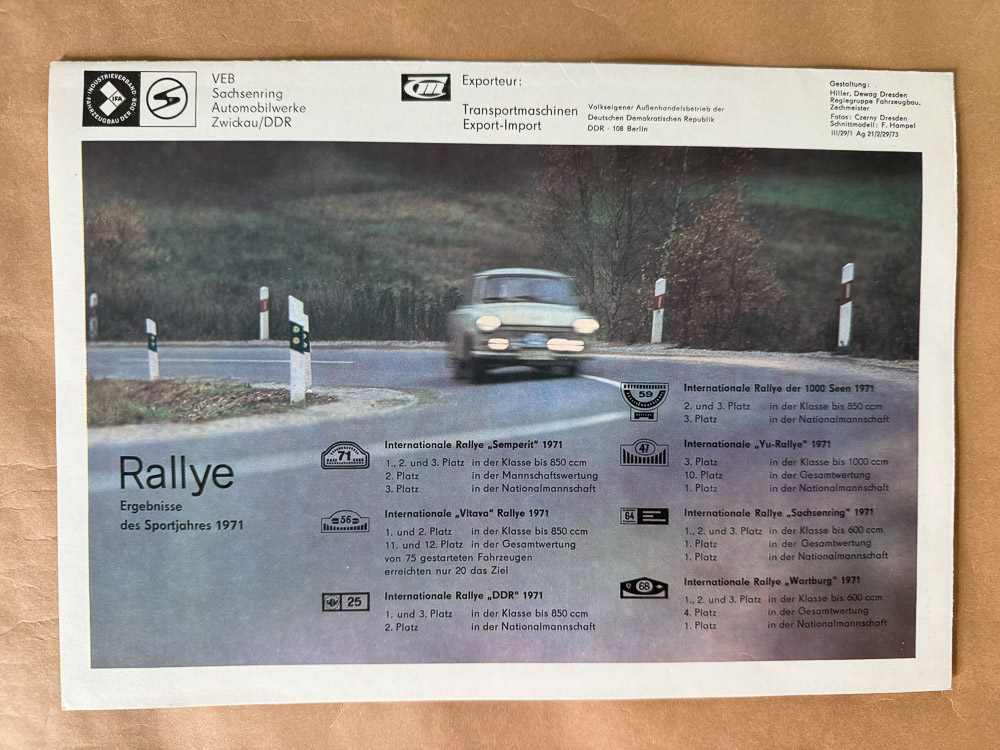 INDUSTRIEVERBAND
FAHRZEUGBAU DER DDR
IFA
VEB
Sachsenring
Automobilwerke
Zwickau/DDR
Exporteur:
Transportmaschinen
Export-Import
Volkseigener Außenhandelsbetrieb der
Deutschen Demokratischen Republik
DDR · 108 Berlin
Gestaltung:
Hiller, Dewag Dresden
Regiegruppe Fahrzeugbau,
Zechmeister
Fotos: Czerny Dresden
Schnittmodell: F. Hampel
III/29/1 Ag 21/2/29/73
Rallye
Ergebnisse
des Sportjahres 1971
71
Internationale Rallye „Semperit" 1971
1., 2. und 3. Platz in der Klasse bis 850 ccm
2. Platz in der Mannschaftswertung
3. Platz in der Nationalmannschaft
56
Internationale „Vltava" Rallye 1971
1. und 2. Platz in der Klasse bis 850 ccm
11. und 12. Platz in der Gesamtwertung
von 75 gestarteten Fahrzeugen
erreichten nur 20 das Ziel
25
Internationale Rallye „DDR" 1971
1. und 3. Platz in der Klasse bis 850 ccm
2. Platz in der Nationalmannschaft
59
Internationale Rallye der 1000 Seen 1971
2. und 3. Platz in der Klasse bis 850 ccm
3. Platz in der Nationalmannschaft
47
Internationale „Yu-Rallye" 1971
3. Platz in der Klasse bis 1000 ccm
10. Platz in der Gesamtwertung
1. Platz in der Nationalmannschaft
64
Internationale Rallye „Sachsenring" 1971
1., 2. und 3. Platz in der Klasse bis 600 ccm
1. Platz in der Gesamtwertung
1. Platz in der Nationalmannschaft
68
Internationale Rallye „Wartburg" 1971
1., 2. und 3. Platz in der Klasse bis 600 ccm
4. Platz in der Gesamtwertung
1. Platz in der Nationalmannschaft